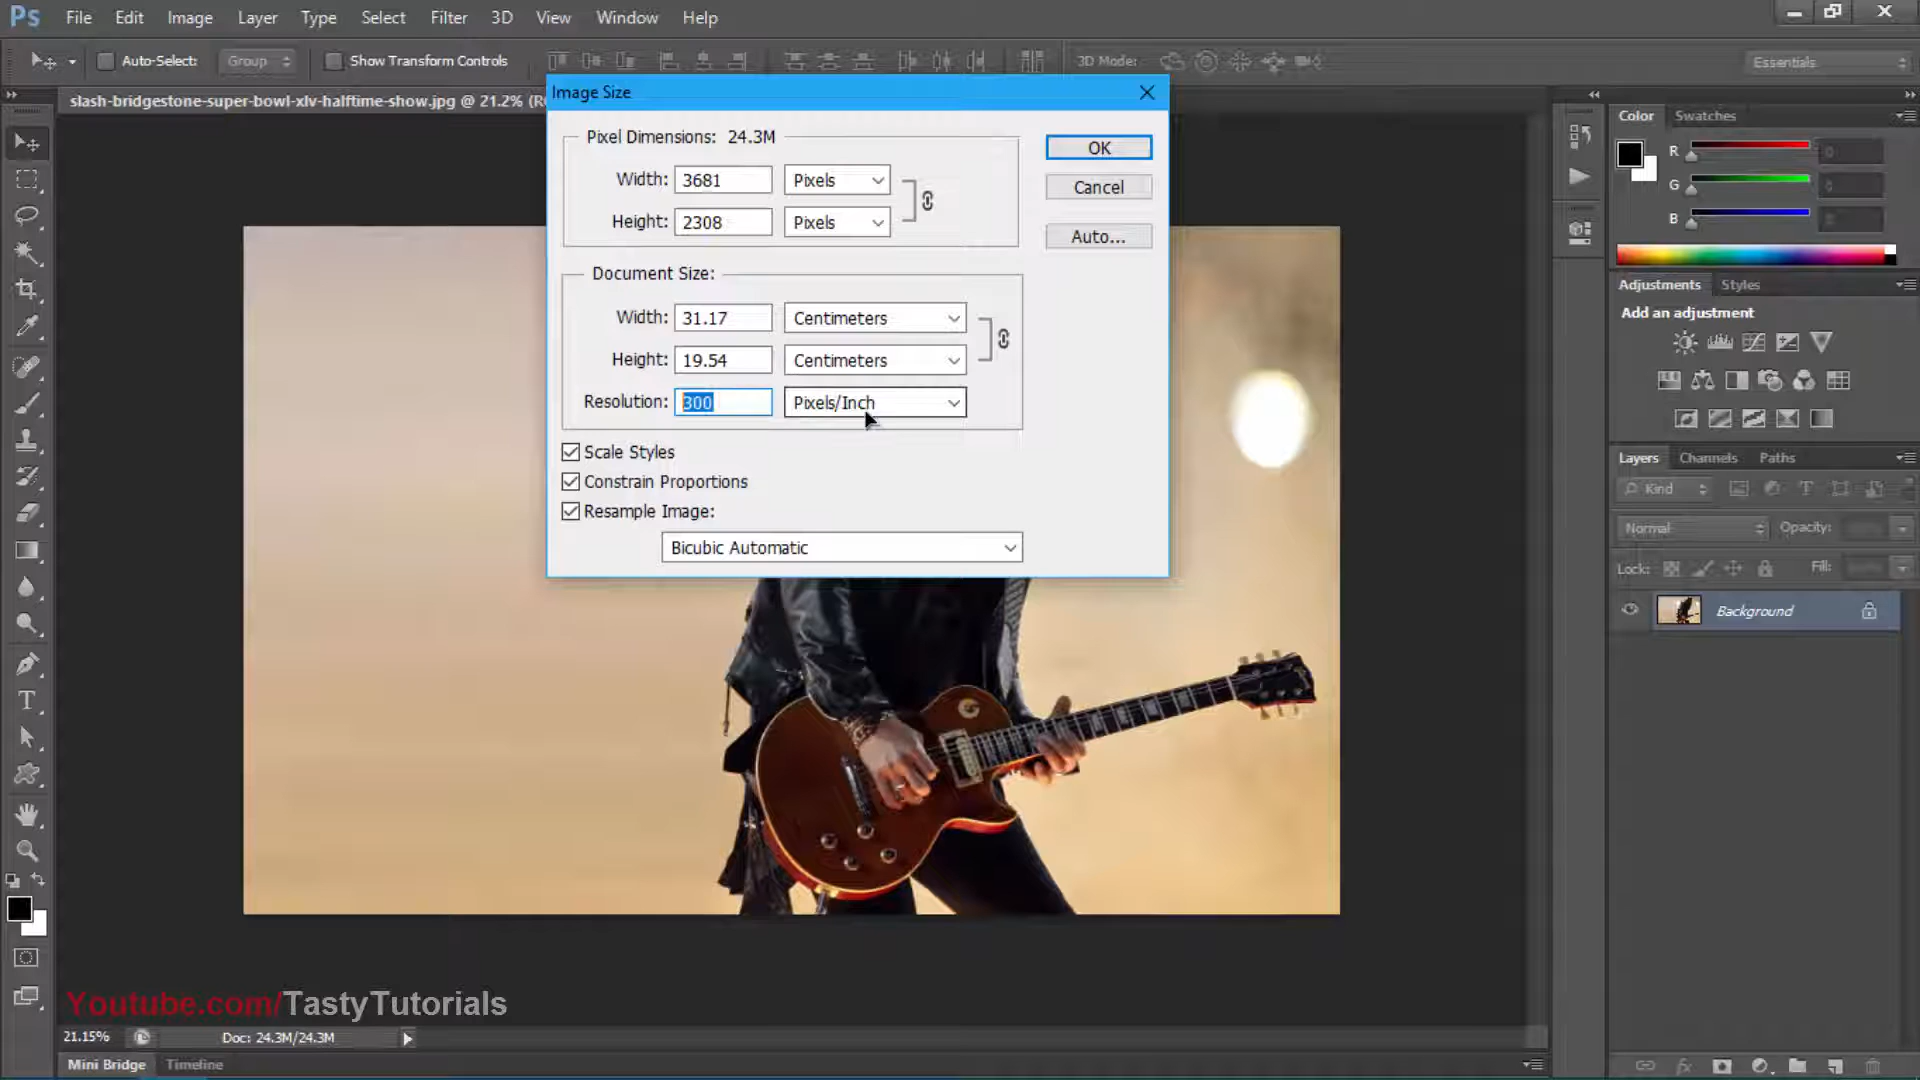 Ps File Edit Image Layer Type Select Filter 3D View Window Help
Auto-Select: Group Show Transform Controls 3D Mode: Essentials
slash-bridgestone-super-bowl-xlv-halftime-show.jpg @ 21.2%
Image Size
Pixel Dimensions: 24.3M
Width: 3681 Pixels
Height: 2308 Pixels
OK
Cancel
Auto...
Document Size:
Width: 31.17 Centimeters
Height: 19.54 Centimeters
Resolution: 300 Pixels/Inch
Scale Styles
Constrain Proportions
Resample Image:
Bicubic Automatic
Color Swatches
R
G
B
Adjustments Styles
Add an adjustment
Layers Channels Paths
Kind
Normal Opacity:
Lock: Fill:
Background
Youtube.com/TastyTutorials
21.15% Doc: 24.3M/24.3M
Mini Bridge Timeline